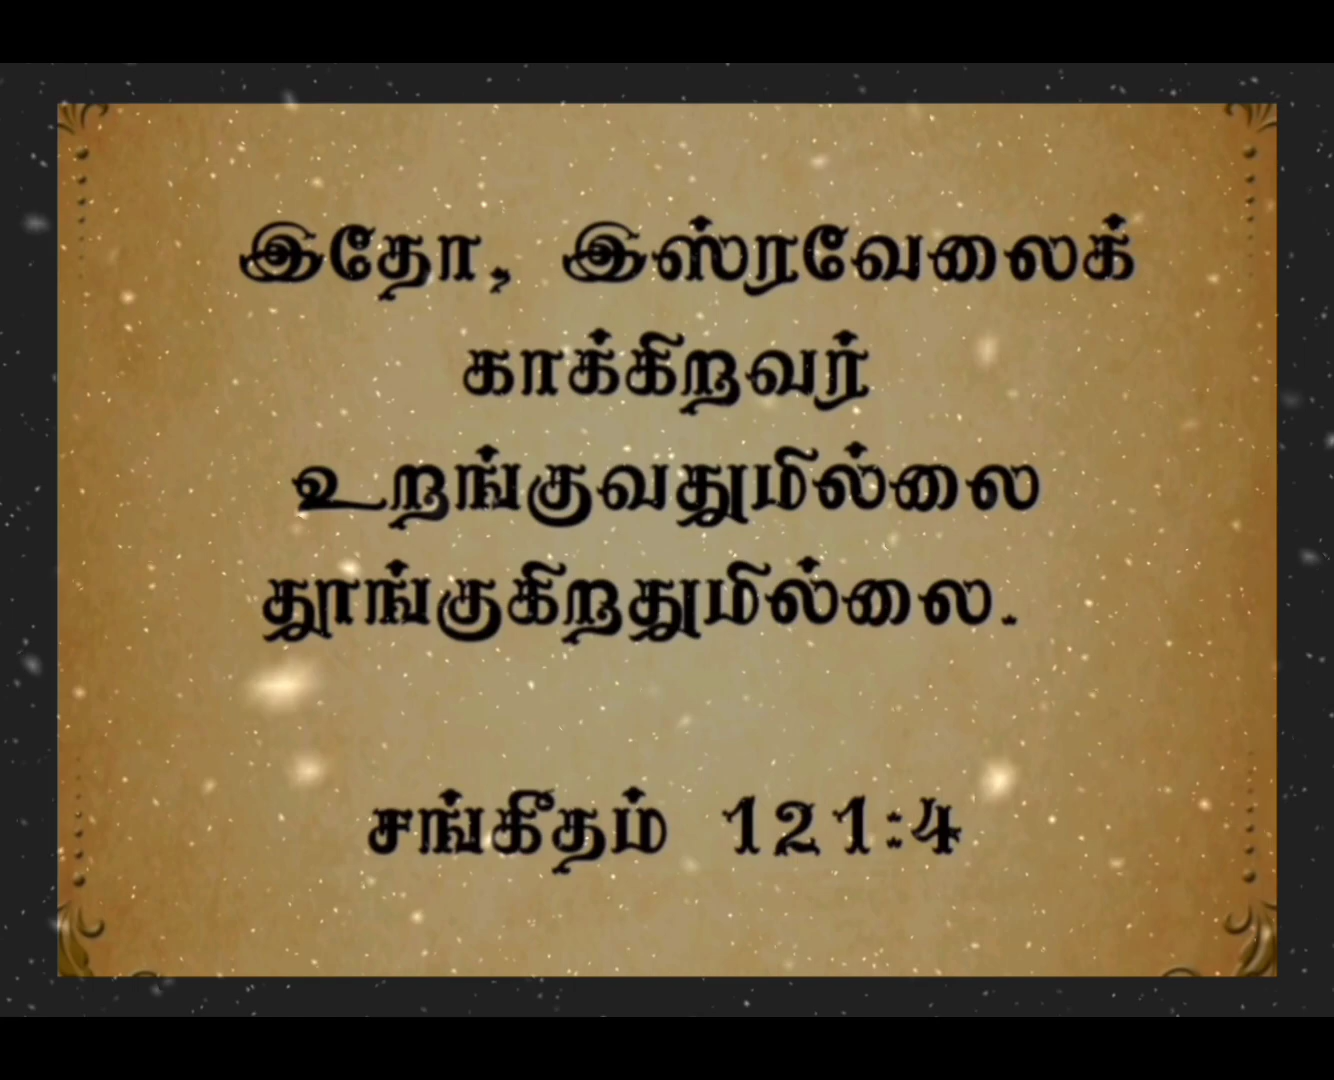 இதோ, இஸ்ரவேலைக்
காக்கிறவர்
உறங்குவதுமில்லை
தூங்குகிறதுமில்லை.
சங்கீதம் 121:4